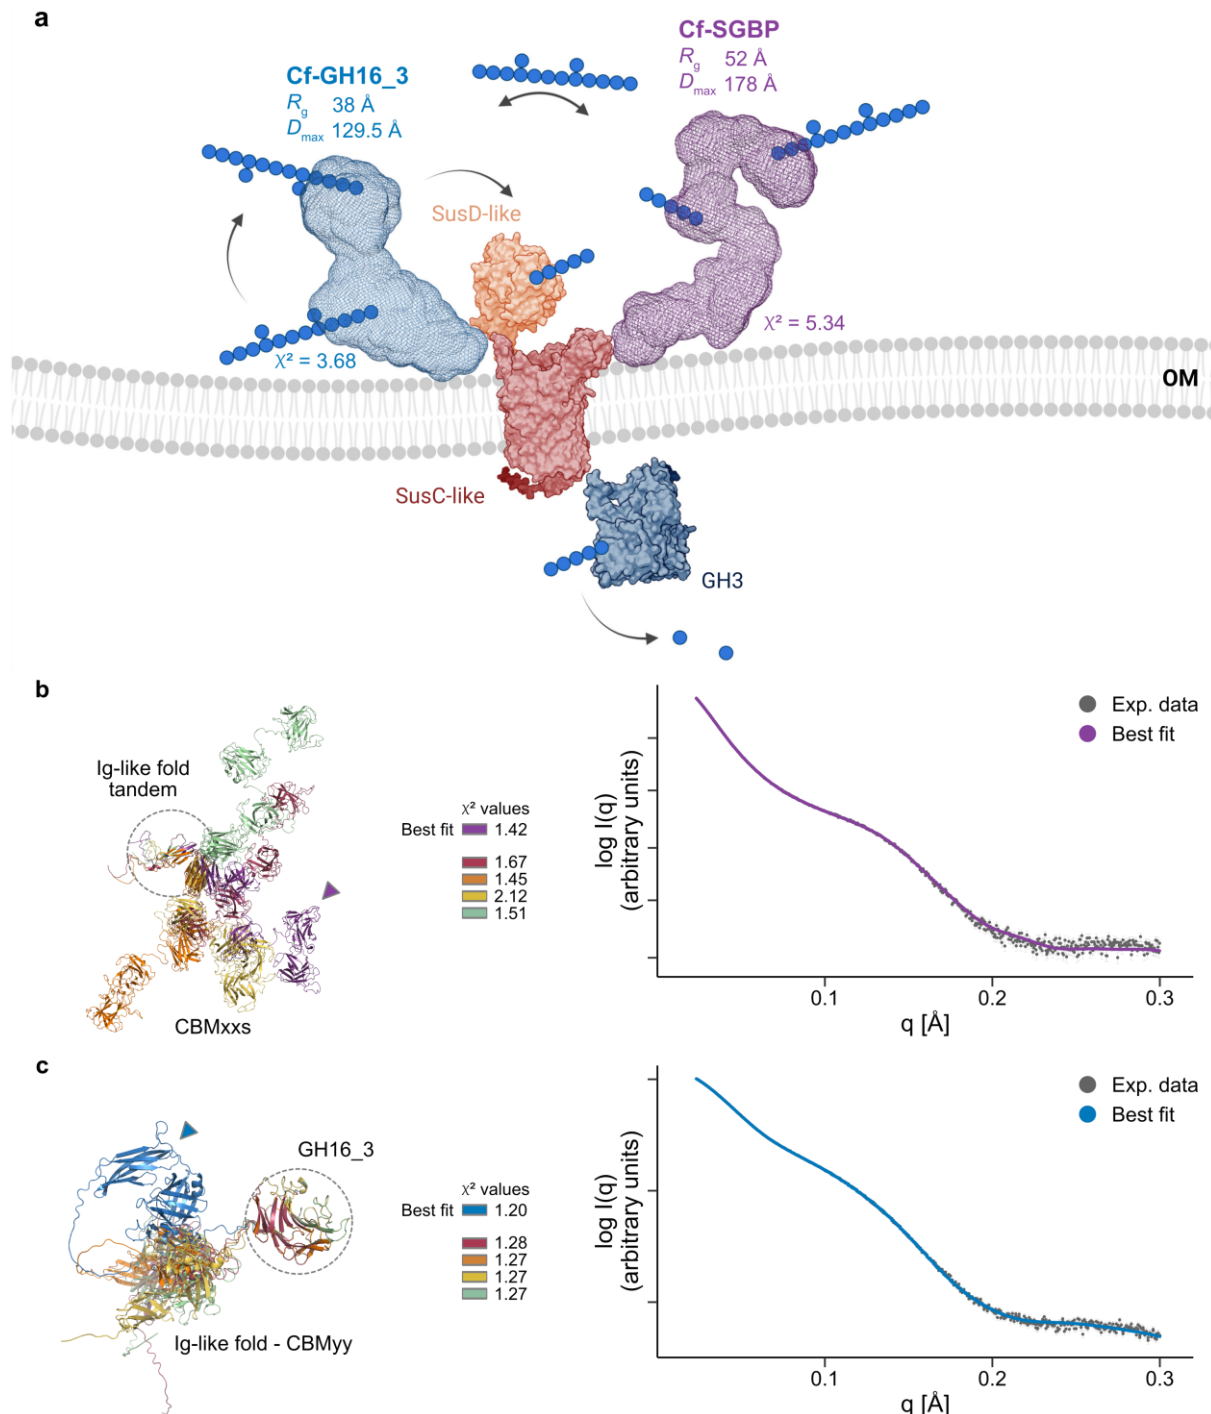 a
Cf-GH16_3
Rg 38 Å
Dmax 129.5 Å
Cf-SGBP
Rg 52 Å
Dmax 178 Å
SusD-like
χ² = 3.68
χ² = 5.34
OM
SusC-like
GH3
b
Ig-like fold
tandem
χ² values
Best fit 1.42
1.67
1.45
2.12
1.51
CBMxxs
log I(q)
(arbitrary units)
Exp. data
Best fit
0.1 0.2 0.3
q [Å]
c
GH16_3
χ² values
Best fit 1.20
1.28
1.27
1.27
1.27
Ig-like fold - CBMyy
log I(q)
(arbitrary units)
Exp. data
Best fit
0.1 0.2 0.3
q [Å]